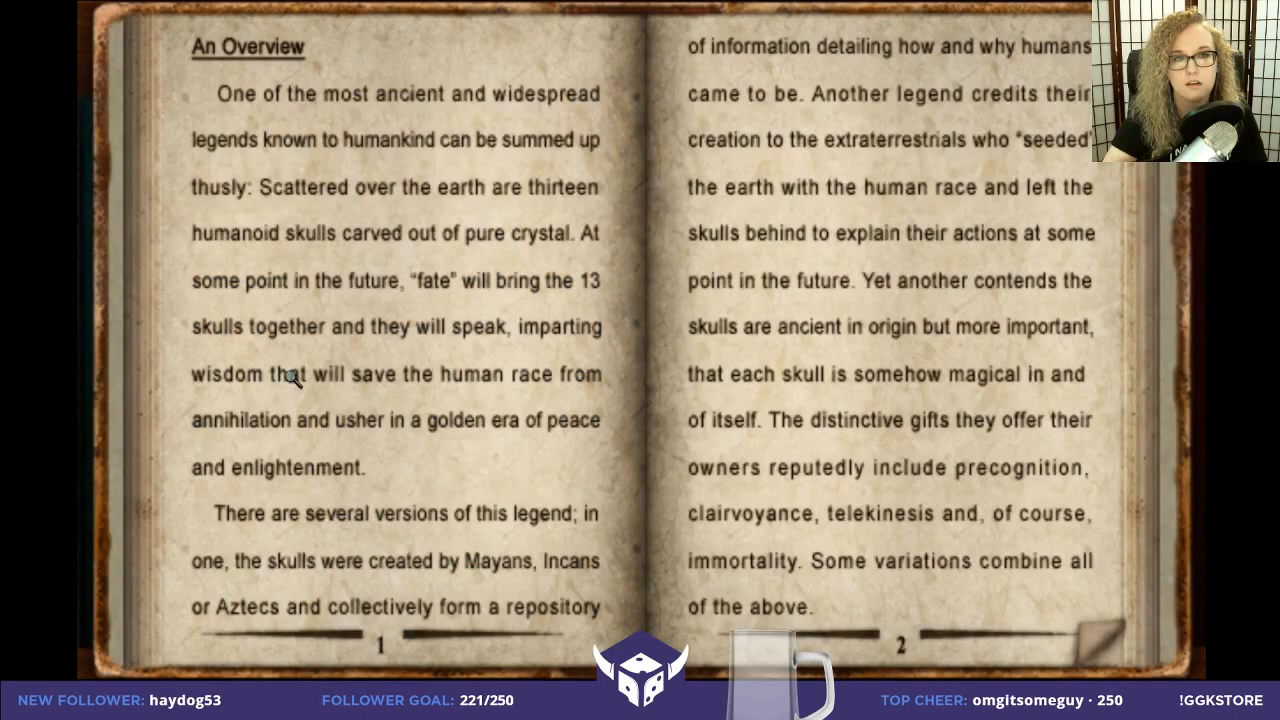 An Overview
One of the most ancient and widespread
legends known to humankind can be summed up
thusly: Scattered over the earth are thirteen
humanoid skulls carved out of pure crystal. At
some point in the future, “fate” will bring the 13
skulls together and they will speak, imparting
wisdom that will save the human race from
annihilation and usher in a golden era of peace
and enlightenment.
There are several versions of this legend; in
one, the skulls were created by Mayans, Incans
or Aztecs and collectively form a repository
1
of information detailing how and why humans
came to be. Another legend credits their
creation to the extraterrestrials who “seeded”
the earth with the human race and left the
skulls behind to explain their actions at some
point in the future. Yet another contends the
skulls are ancient in origin but more important,
that each skull is somehow magical in and
of itself. The distinctive gifts they offer their
owners reputedly include precognition,
clairvoyance, telekinesis and, of course,
immortality. Some variations combine all
of the above.
2
NEW FOLLOWER: haydog53
FOLLOWER GOAL: 221/250
TOP CHEER: omgitsomeguy · 250
!GGKSTORE